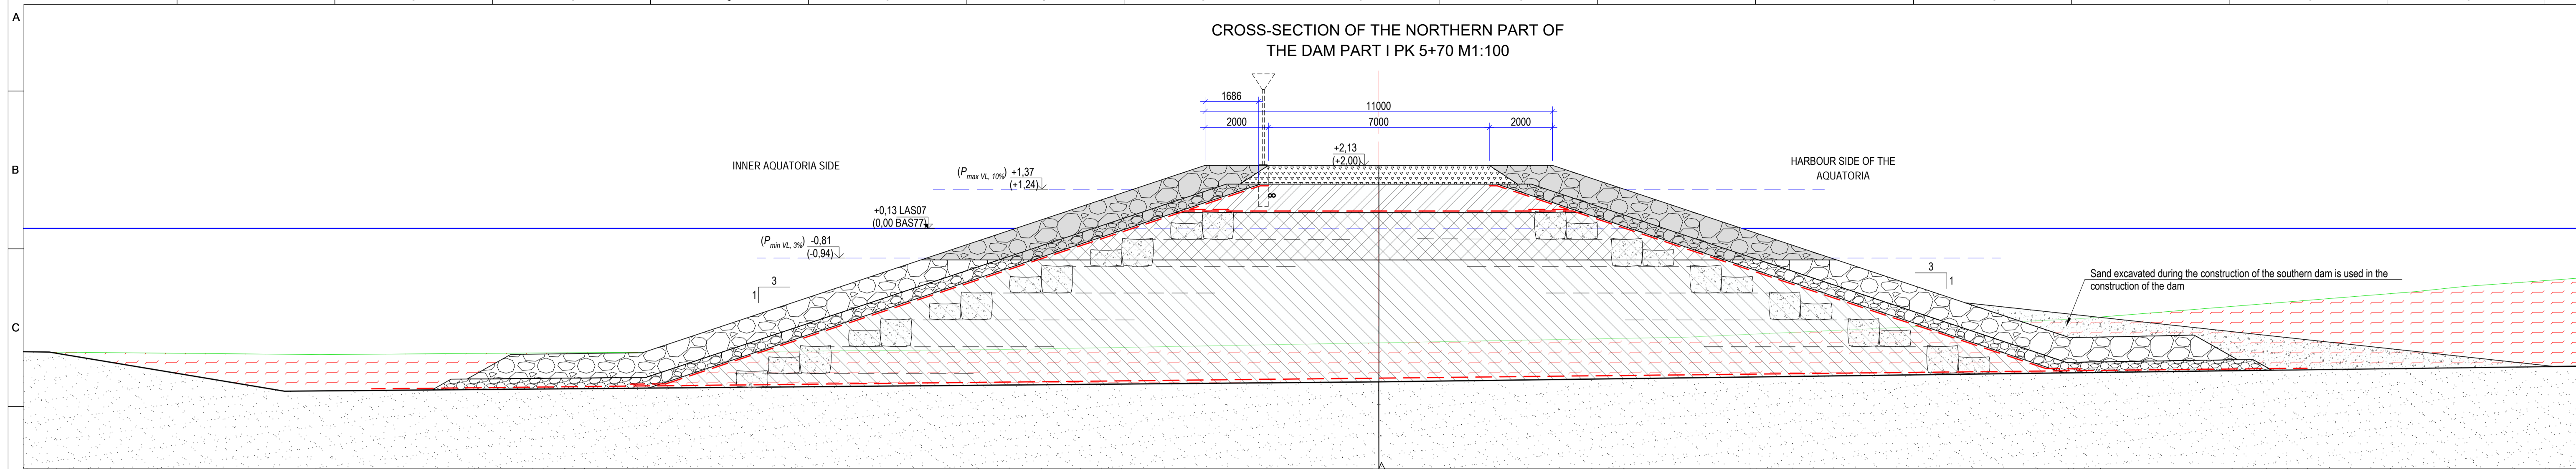 A
CROSS-SECTION OF THE NORTHERN PART OF
THE DAM PART I PK 5+70 M1:100
1686
11000
2000
7000
2000
B
INNER AQUATORIA SIDE
+2,13
(+2,00)
HARBOUR SIDE OF THE
AQUATORIA
(Pmax VL, 10%) +1,37
(+1,24)
8
+0,13 LAS07
(0,00 BAS77)
(Pmin VL, 3%) -0,81
(-0,94)
3
1
3
1
Sand excavated during the construction of the southern dam is used in the
construction of the dam
C